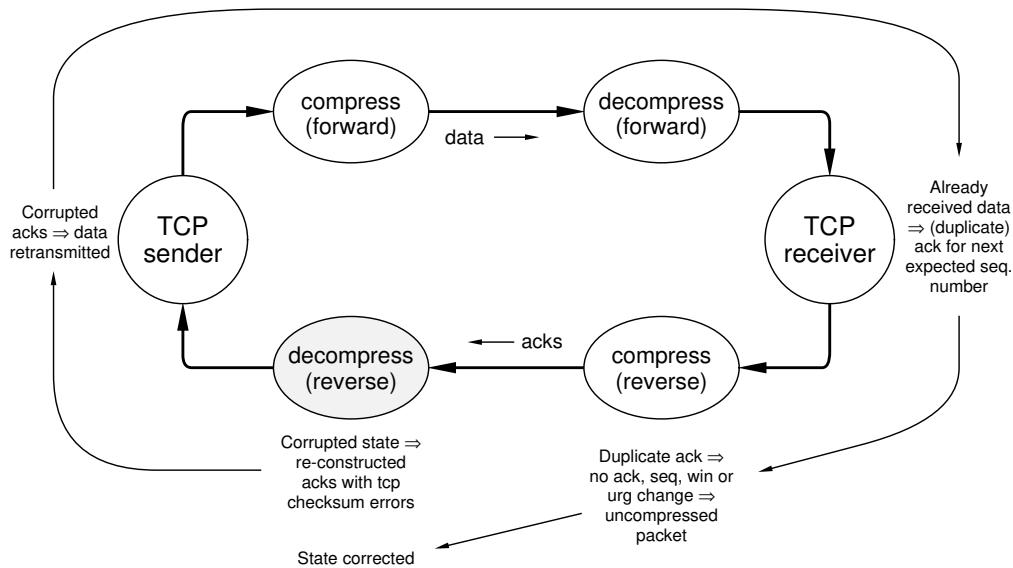 compress
(forward)
decompress
(forward)
data
Corrupted
acks ⇒ data
retransmitted
TCP
sender
TCP
receiver
Already
received data
⇒ (duplicate)
ack for next
expected seq.
number
decompress
(reverse)
acks
compress
(reverse)
Corrupted state ⇒
re-constructed
acks with tcp
checksum errors
Duplicate ack ⇒
no ack, seq, win or
urg change ⇒
uncompressed
packet
State corrected